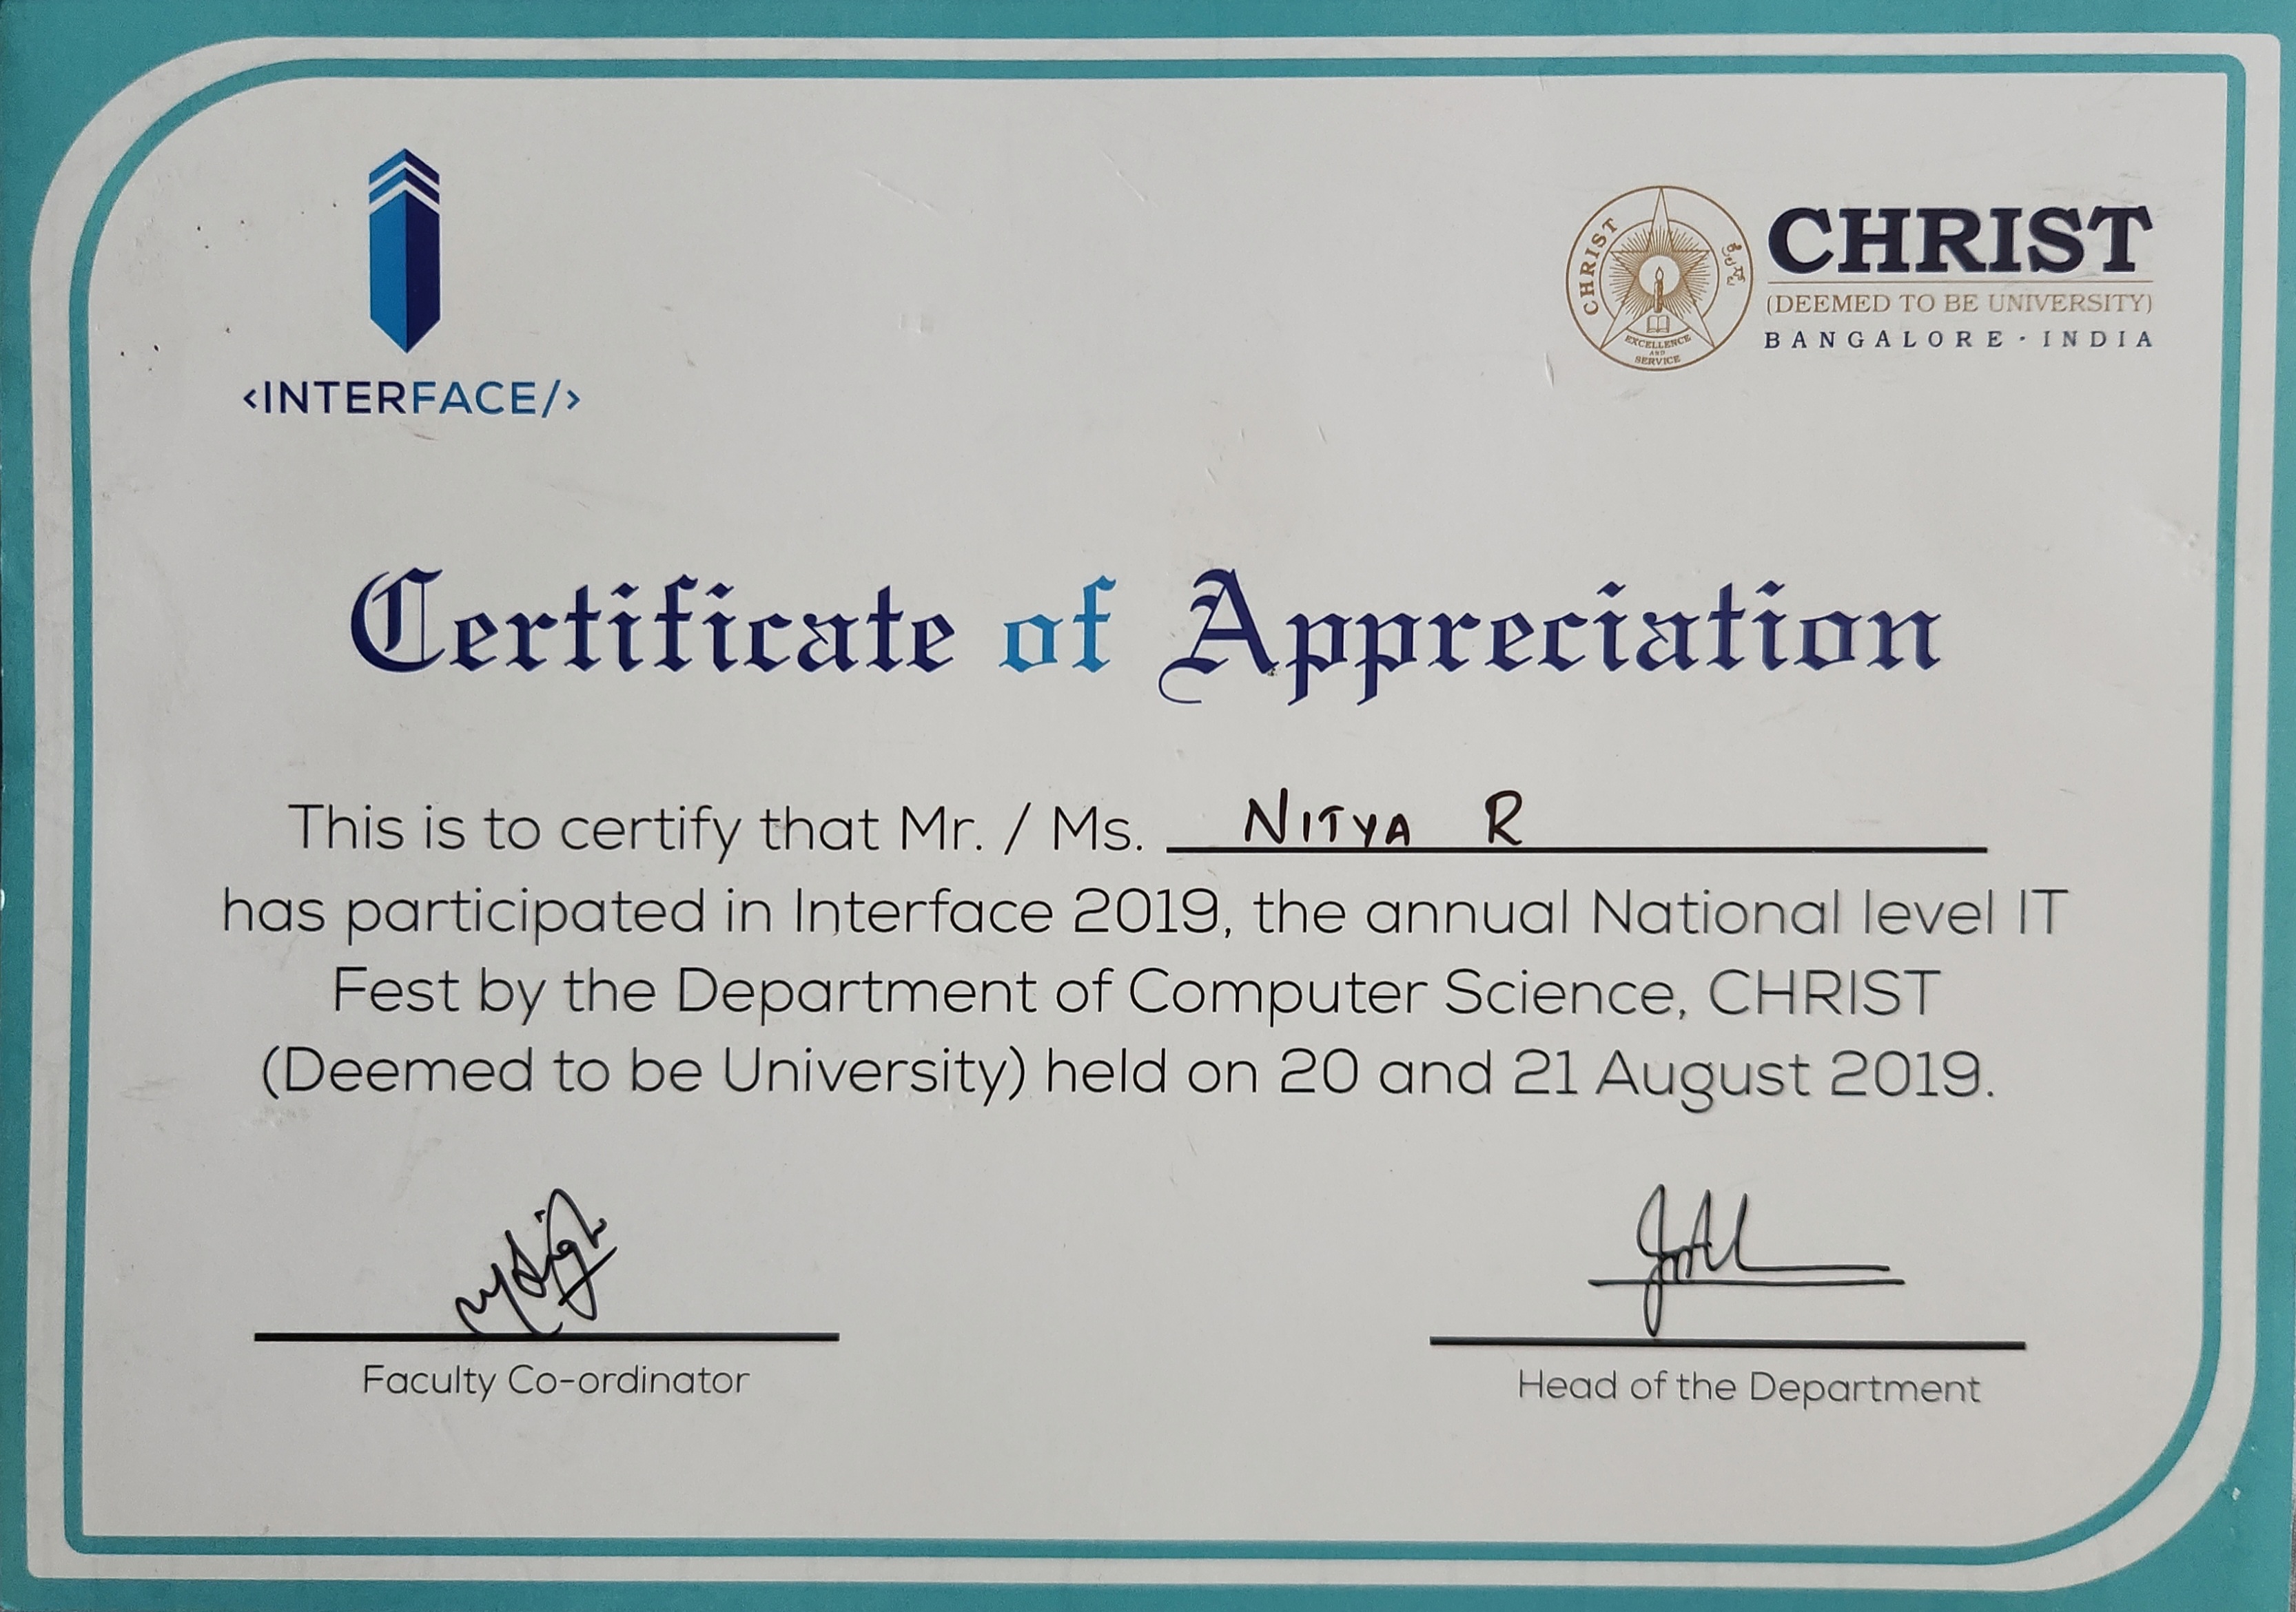 <INTERFACE/>
CHRIST
ಕ್ರೈಸ್ಟ್
EXCELLENCE
AND
SERVICE
CHRIST
(DEEMED TO BE UNIVERSITY)
BANGALORE · INDIA
Certificate of Appreciation
This is to certify that Mr. / Ms. NITYA R
has participated in Interface 2019, the annual National level IT
Fest by the Department of Computer Science, CHRIST
(Deemed to be University) held on 20 and 21 August 2019.
Faculty Co-ordinator
Head of the Department